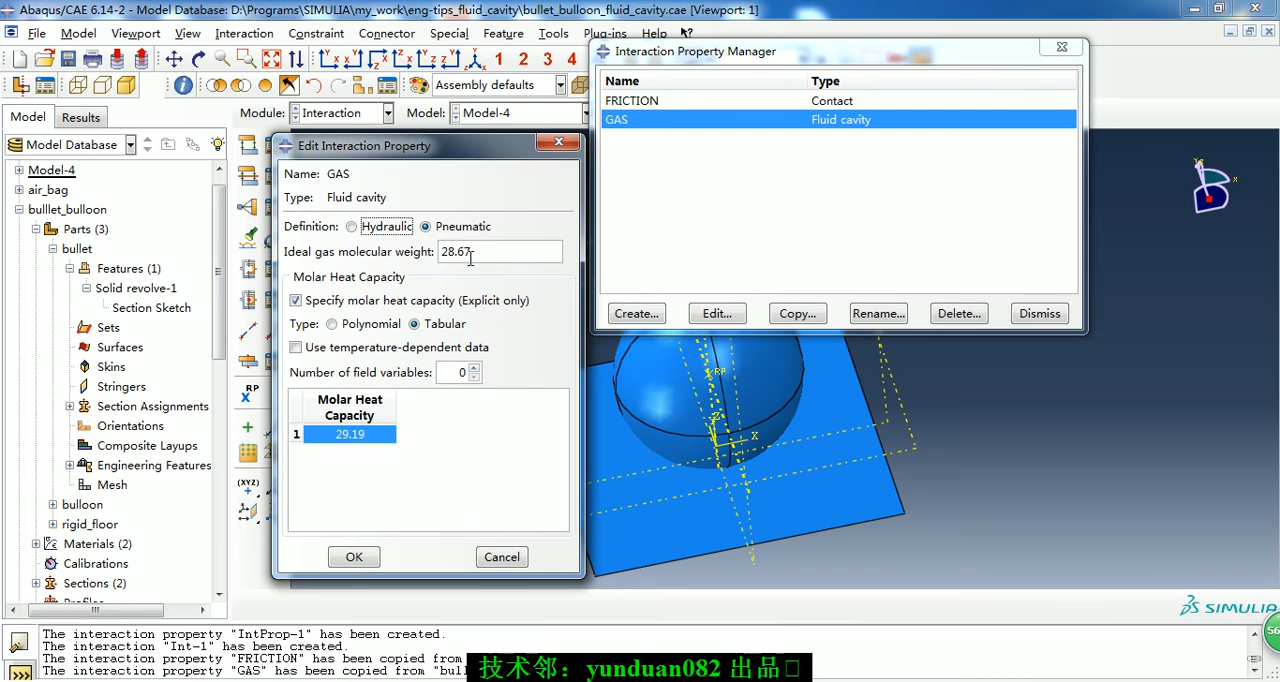 Abaqus/CAE 6.14-2 - Model Database: D:\Programs\SIMULIA\my_work\eng-tips_fluid_cavity\bullet_bulloon_fluid_cavity.cae [Viewport: 1]
File Model Viewport View Interaction Constraint Connector Special Feature Tools Plug-ins Help
1 2 3 4
Assembly defaults
Model Results
Module: Interaction Model: Model-4
Model Database
Model-4
air_bag
bulllet_bulloon
Parts (3)
bullet
Features (1)
Solid revolve-1
Section Sketch
Sets
Surfaces
Skins
Stringers
Section Assignments
Orientations
Composite Layups
Engineering Features
Mesh
bulloon
rigid_floor
Materials (2)
Calibrations
Sections (2)
RP
(XYZ)
Edit Interaction Property
Name: GAS
Type: Fluid cavity
Definition: Hydraulic Pneumatic
Ideal gas molecular weight: 28.67
Molar Heat Capacity
Specify molar heat capacity (Explicit only)
Type: Polynomial Tabular
Use temperature-dependent data
Number of field variables: 0
Molar Heat
Capacity
1 29.19
OK Cancel
Interaction Property Manager
Name Type
FRICTION Contact
GAS Fluid cavity
Create... Edit... Copy... Rename... Delete... Dismiss
RP
Z
X
SIMULIA
56
The interaction property "IntProp-1" has been created.
The interaction "Int-1" has been created.
The interaction property "FRICTION" has been copied from
The interaction property "GAS" has been copied from "bul
技术邻：yunduan082 出品